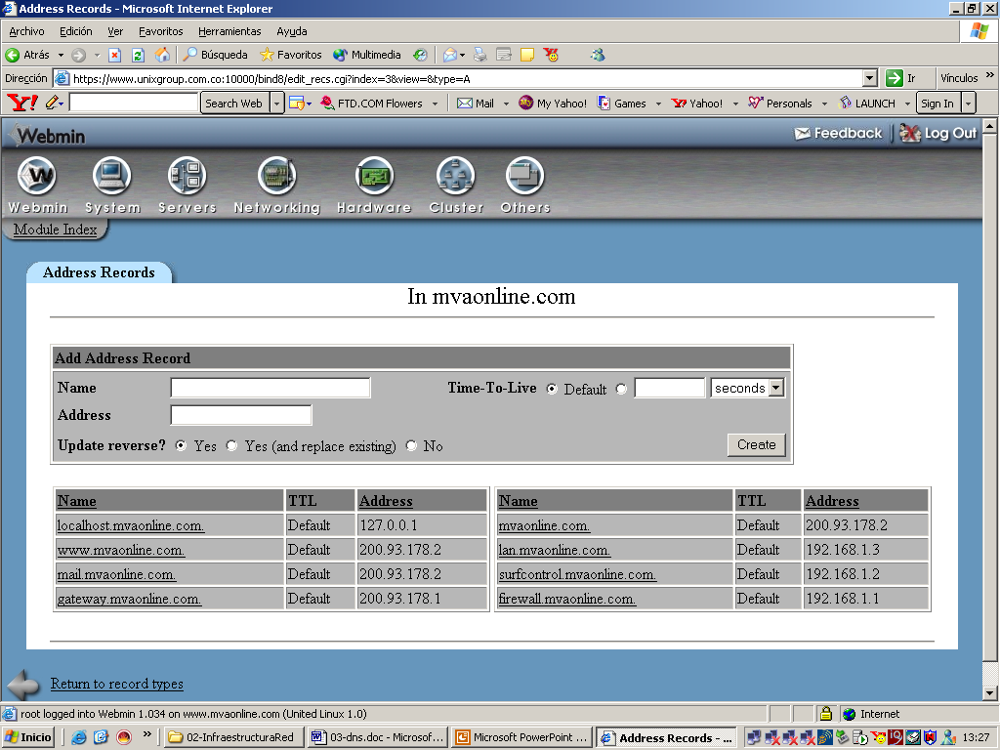 Address Records - Microsoft Internet Explorer
Archivo Edición Ver Favoritos Herramientas Ayuda
Atrás Búsqueda Favoritos Multimedia
Dirección https://www.unixgroup.com.co:10000/bind8/edit_recs.cgi?index=3&view=&type=A Ir Vínculos »
Y! Search Web FTD.COM Flowers Mail My Yahoo! Games Yahoo! Personals LAUNCH Sign In
Webmin Feedback Log Out
Webmin System Servers Networking Hardware Cluster Others
Module Index
Address Records
In mvaonline.com
Add Address Record
Name Time-To-Live Default seconds
Address
Update reverse? Yes Yes (and replace existing) No Create
Name TTL Address Name TTL Address
localhost.mvaonline.com. Default 127.0.0.1 mvaonline.com. Default 200.93.178.2
www.mvaonline.com. Default 200.93.178.2 lan.mvaonline.com. Default 192.168.1.3
mail.mvaonline.com. Default 200.93.178.2 surfcontrol.mvaonline.com. Default 192.168.1.2
gateway.mvaonline.com. Default 200.93.178.1 firewall.mvaonline.com. Default 192.168.1.1
Return to record types
root logged into Webmin 1.034 on www.mvaonline.com (United Linux 1.0) Internet
Inicio » 02-InfraestructuraRed 03-dns.doc - Microsof... Microsoft PowerPoint ... Address Records - ... 13:27